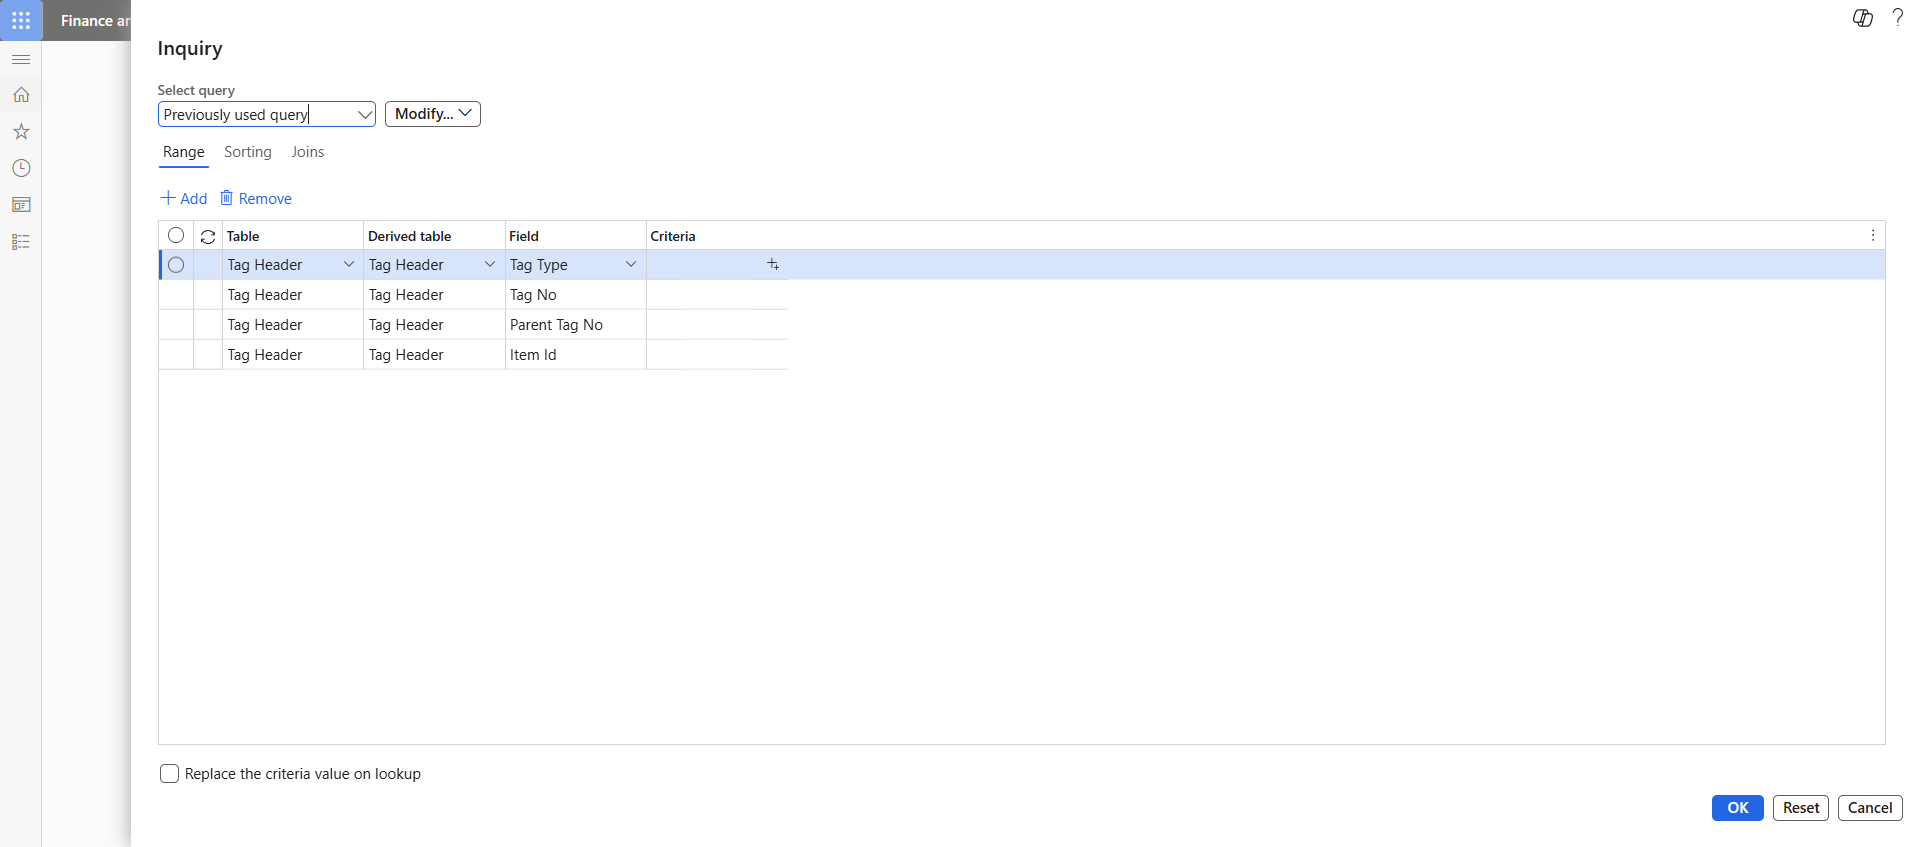 Finance an
Inquiry
Select query
Previously used query
Modify...
Range Sorting Joins
Add Remove
Table Derived table Field Criteria
Tag Header Tag Header Tag Type
Tag Header Tag Header Tag No
Tag Header Tag Header Parent Tag No
Tag Header Tag Header Item Id
Replace the criteria value on lookup
OK Reset Cancel